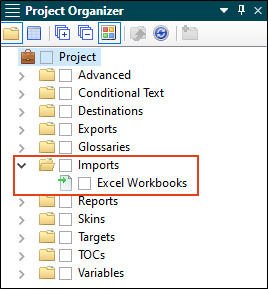 Project Organizer
Project
Advanced
Conditional Text
Destinations
Exports
Glossaries
Imports
Excel Workbooks
Reports
Skins
Targets
TOCs
Variables